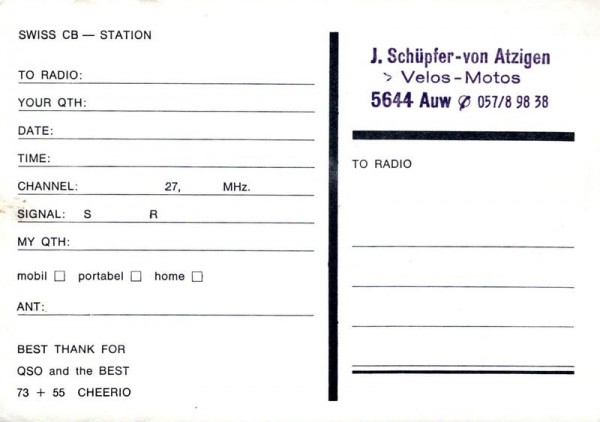 SWISS CB — STATION
TO RADIO:
YOUR QTH:
DATE:
TIME:
CHANNEL: 27, MHz.
SIGNAL: S R
MY QTH:
mobil □ portabel □ home □
ANT:
BEST THANK FOR
QSO and the BEST
73 + 55 CHEERIO
J. Schüpfer-von Atzigen
> Velos-Motos
5644 Auw ✆ 057/8 98 38
TO RADIO